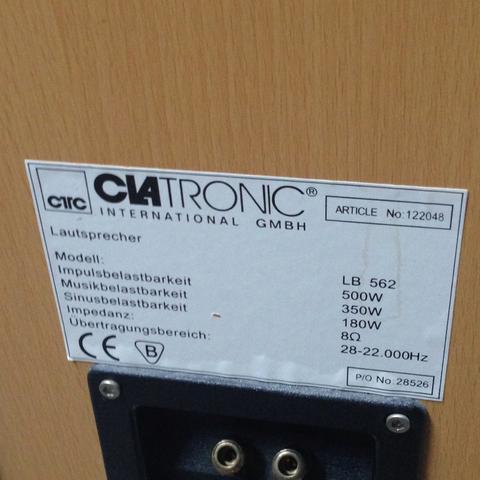 CTC CLATRONIC®
INTERNATIONAL GMBH
ARTICLE No:122048
Lautsprecher
Modell: LB 562
Impulsbelastbarkeit 500W
Musikbelastbarkeit 350W
Sinusbelastbarkeit 180W
Impedanz: 8Ω
Übertragungsbereich: 28-22.000Hz
CE B
P/O No:28526